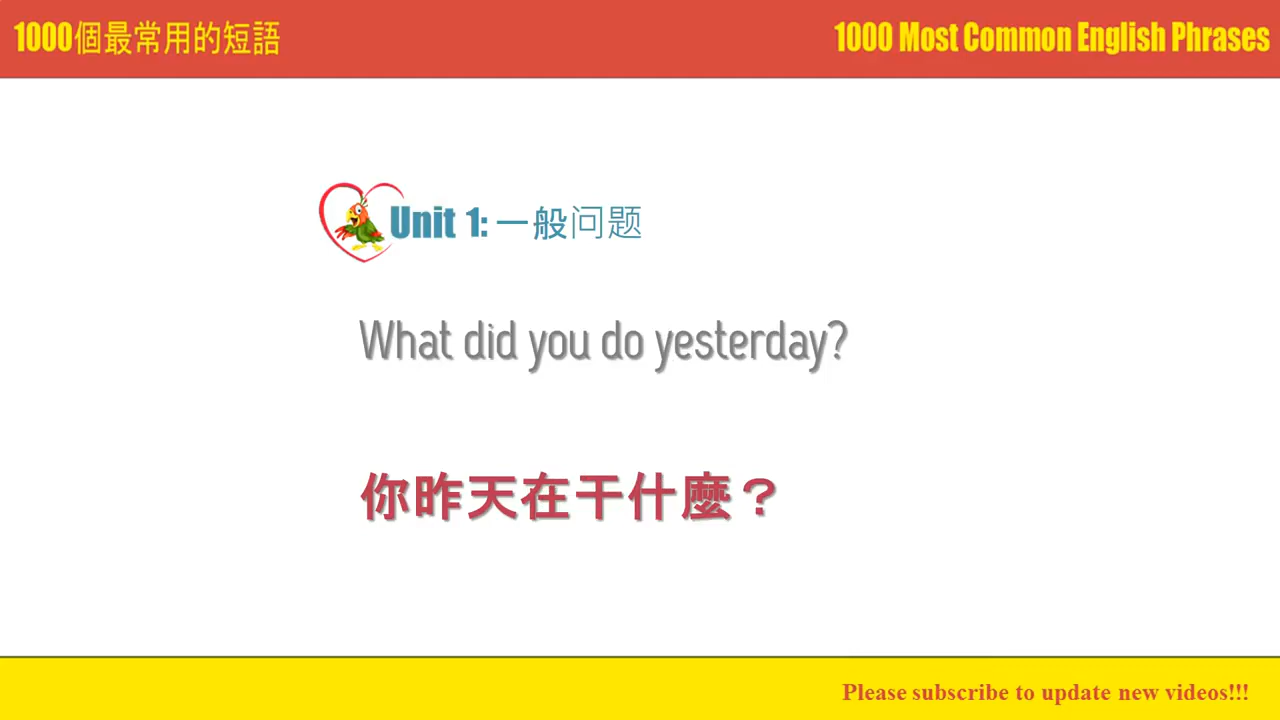 1000個最常用的短語
1000 Most Common English Phrases
Unit 1: 一般问题
What did you do yesterday?
你昨天在干什麼？
Please subscribe to update new videos!!!